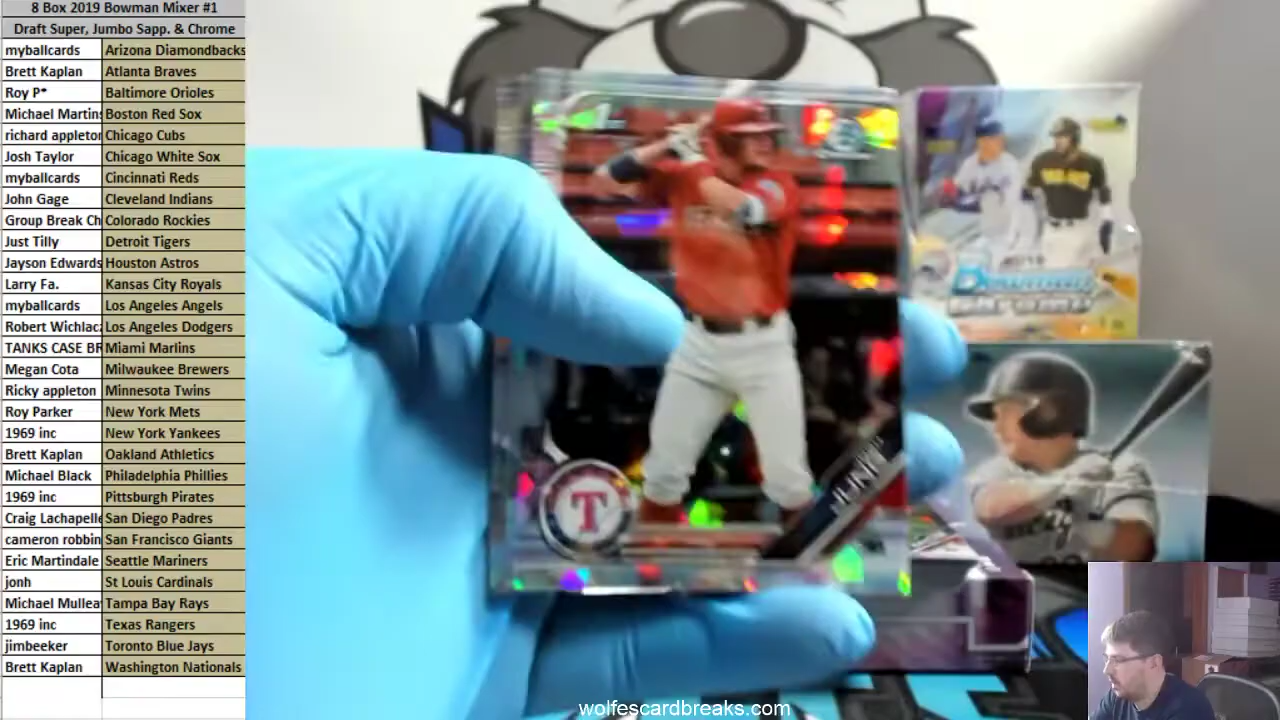 8 Box 2019 Bowman Mixer #1
Draft Super, Jumbo Sapp. & Chrome
myballcards Arizona Diamondbacks
Brett Kaplan Atlanta Braves
Roy P* Baltimore Orioles
Michael Martins Boston Red Sox
richard appleton Chicago Cubs
Josh Taylor Chicago White Sox
myballcards Cincinnati Reds
John Gage Cleveland Indians
Group Break Ch Colorado Rockies
Just Tilly Detroit Tigers
Jayson Edwards Houston Astros
Larry Fa. Kansas City Royals
myballcards Los Angeles Angels
Robert Wichlac Los Angeles Dodgers
TANKS CASE BR Miami Marlins
Megan Cota Milwaukee Brewers
Ricky appleton Minnesota Twins
Roy Parker New York Mets
1969 inc New York Yankees
Brett Kaplan Oakland Athletics
Michael Black Philadelphia Phillies
1969 inc Pittsburgh Pirates
Craig Lachapelle San Diego Padres
cameron robbin San Francisco Giants
Eric Martindale Seattle Mariners
jonh St Louis Cardinals
Michael Mullea Tampa Bay Rays
1969 inc Texas Rangers
jimbeeker Toronto Blue Jays
Brett Kaplan Washington Nationals
T
JUNG
Bowman
wolfescardbreaks.com